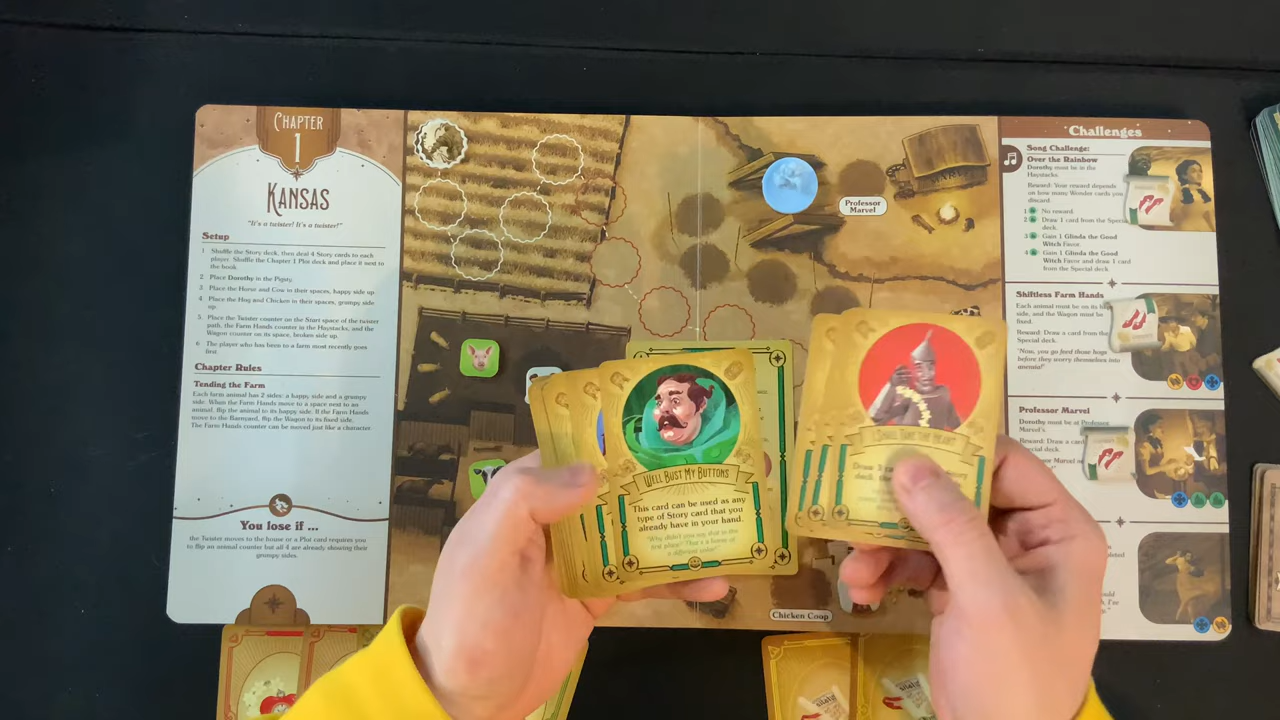 CHAPTER
1
KANSAS
"It's a twister! It's a twister!"
Setup
1 Shuffle the Story deck, then deal 4 Story cards to each
player. Shuffle the Chapter 1 Plot deck and place it next to
the book.
2. Place Dorothy in the Pigsty.
3. Place the Horse and Cow in their spaces, happy side up.
4. Place the Hog and Chicken in their spaces, grumpy side
up.
5. Place the Twister counter on the Start space of the twister
path, the Farm Hands counter in the Haystacks, and the
Wagon counter on its space, broken side up.
6. The player who has been to a farm most recently goes
first.
Chapter Rules
Tending the Farm
Each farm animal has 2 sides: a happy side and a grumpy
side. When the Farm Hands move to a space next to an
animal, flip the animal to its happy side. If the Farm Hands
move to the Barnyard, flip the Wagon to its fixed side.
The Farm Hands counter can be moved just like a character.
You lose if ...
the Twister moves to the house or a Plot card requires you
to flip an animal counter but all 4 are already showing their
grumpy sides.
Professor
Marvel
Chicken Coop
WELL BUST MY BUTTONS
This card can be used as any
type of Story card that you
already have in your hand.
"Why didn't you say that in the
first place? That's a horse of
a different color!"
Challenges
Song Challenge:
Over the Rainbow
Dorothy must be in the
Haystacks.
Reward: Your reward depends
on how many Wonder cards you
discard.
1 No reward.
2 Draw 1 card from the Special
deck.
3 Gain 1 Glinda the Good
Witch Favor.
4 Gain 1 Glinda the Good
Witch Favor and draw 1 card
from the Special deck.
Shiftless Farm Hands
Each animal must be on its
side, and the Wagon must be
fixed.
Reward: Draw a card from the
Special deck.
"Now, you go feed those hogs
before they worry themselves into
anemia!"
Professor Marvel
Dorothy must be at Professor
Marvel's.
Reward: Draw a card
Special deck.